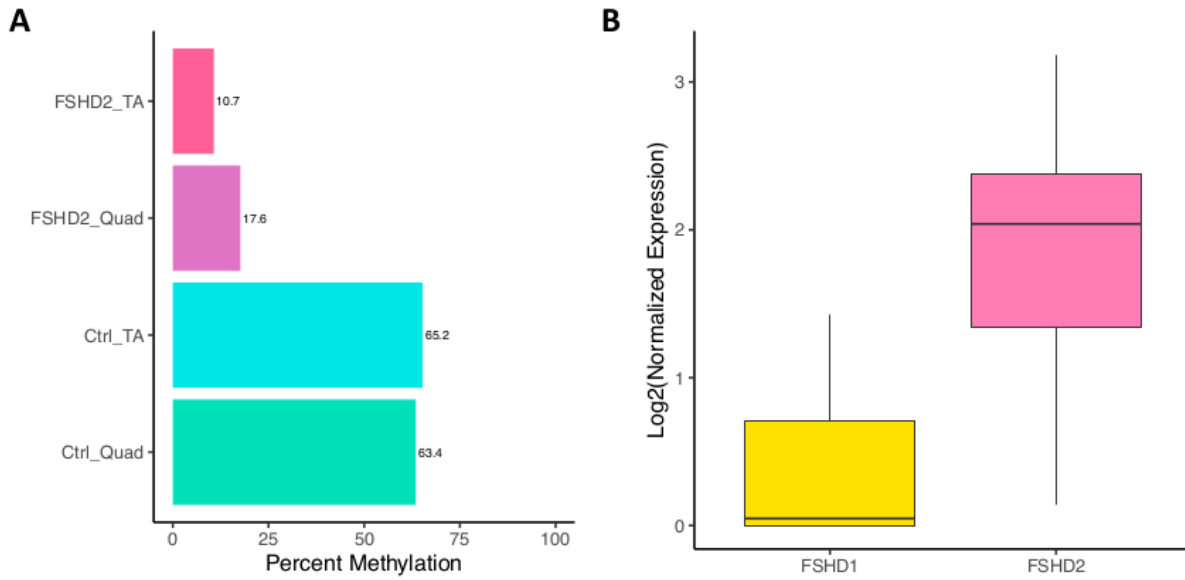 A
FSHD2_TA
10.7
FSHD2_Quad
17.6
Ctrl_TA
65.2
Ctrl_Quad
63.4
0 25 50 75 100
Percent Methylation
B
Log2(Normalized Expression)
3
2
1
0
FSHD1 FSHD2